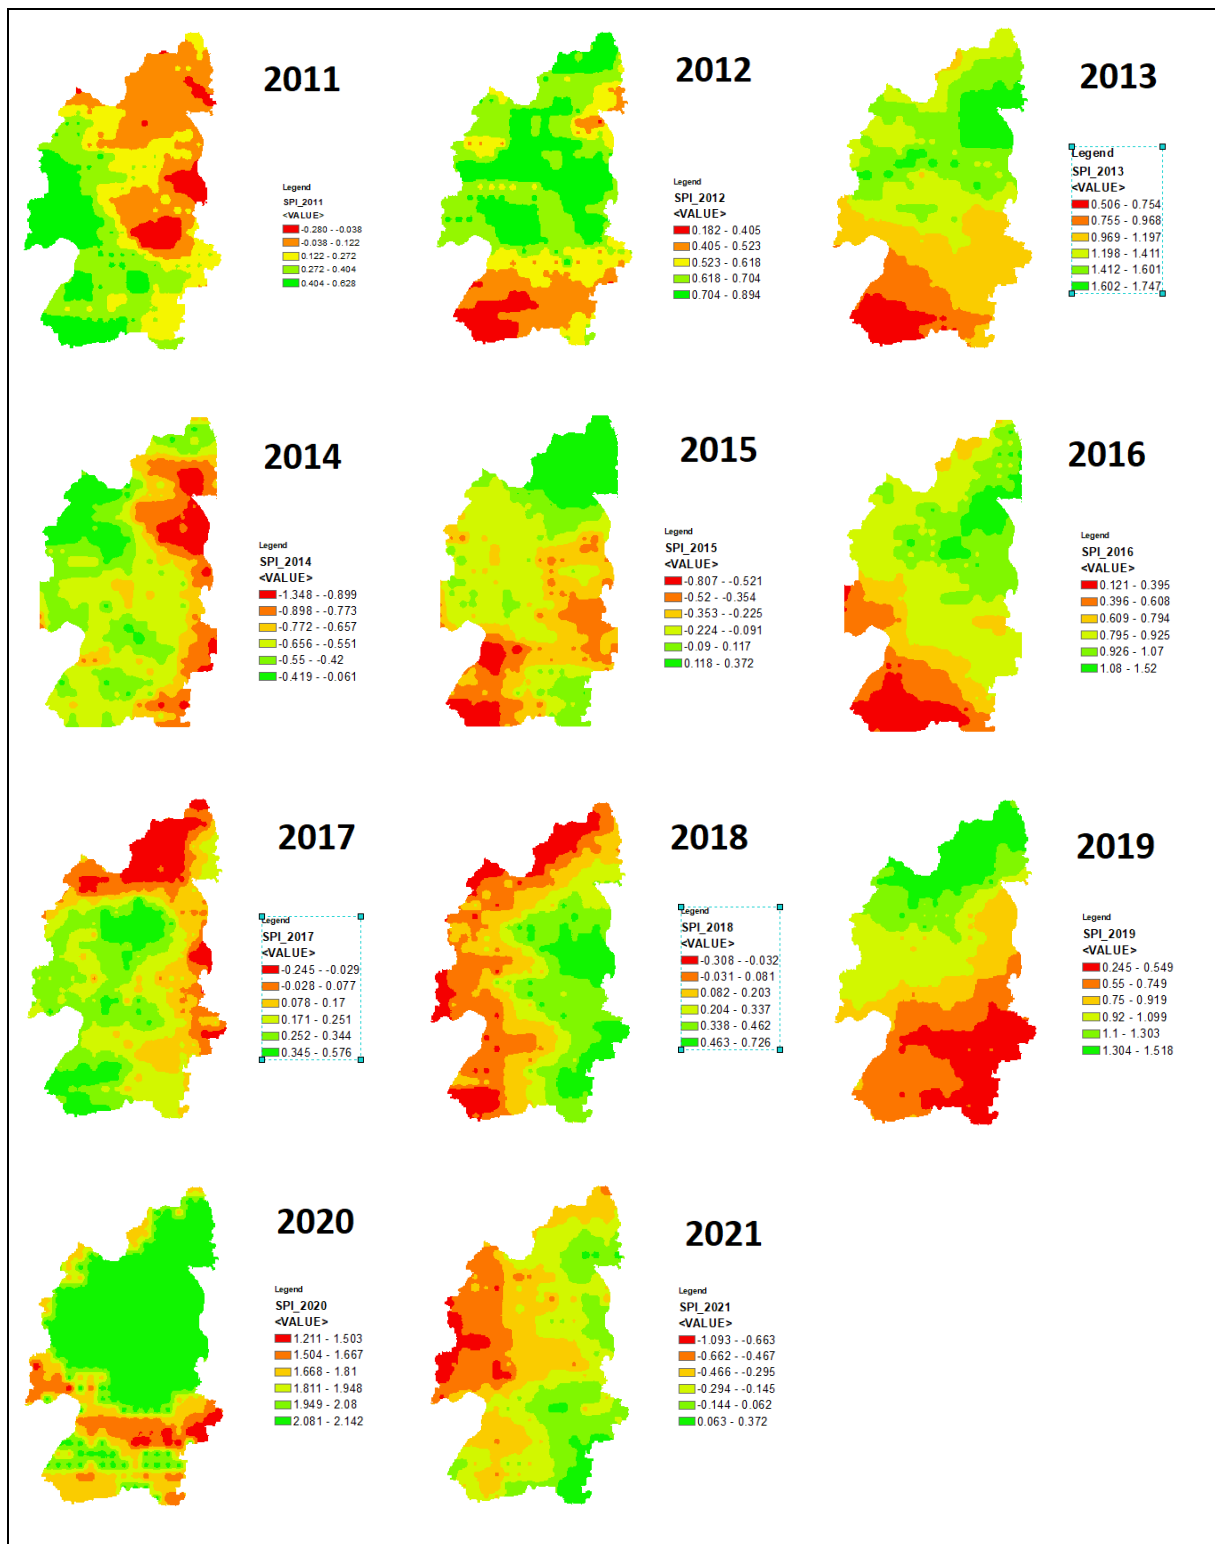 2011
Legend
SPI_2011
<VALUE>
-0.280 - -0.038
-0.038 - 0.122
0.122 - 0.272
0.272 - 0.404
0.404 - 0.628
2012
Legend
SPI_2012
<VALUE>
0.182 - 0.405
0.405 - 0.523
0.523 - 0.618
0.618 - 0.704
0.704 - 0.894
2013
Legend
SPI_2013
<VALUE>
0.506 - 0.754
0.755 - 0.968
0.969 - 1.197
1.198 - 1.411
1.412 - 1.601
1.602 - 1.747
2014
Legend
SPI_2014
<VALUE>
-1.348 - -0.899
-0.898 - -0.773
-0.772 - -0.657
-0.656 - -0.551
-0.55 - -0.42
-0.419 - -0.061
2015
Legend
SPI_2015
<VALUE>
-0.807 - -0.521
-0.52 - -0.354
-0.353 - -0.225
-0.224 - -0.091
-0.09 - 0.117
0.118 - 0.372
2016
Legend
SPI_2016
<VALUE>
0.121 - 0.395
0.396 - 0.608
0.609 - 0.794
0.795 - 0.925
0.926 - 1.07
1.08 - 1.52
2017
Legend
SPI_2017
<VALUE>
-0.245 - -0.029
-0.028 - 0.077
0.078 - 0.17
0.171 - 0.251
0.252 - 0.344
0.345 - 0.576
2018
Legend
SPI_2018
<VALUE>
-0.308 - -0.032
-0.031 - 0.081
0.082 - 0.203
0.204 - 0.337
0.338 - 0.462
0.463 - 0.726
2019
Legend
SPI_2019
<VALUE>
0.245 - 0.549
0.55 - 0.749
0.75 - 0.919
0.92 - 1.099
1.1 - 1.303
1.304 - 1.518
2020
Legend
SPI_2020
<VALUE>
1.211 - 1.503
1.504 - 1.667
1.668 - 1.81
1.811 - 1.948
1.949 - 2.08
2.081 - 2.142
2021
Legend
SPI_2021
<VALUE>
-1.093 - -0.663
-0.662 - -0.467
-0.466 - -0.295
-0.294 - -0.145
-0.144 - 0.062
0.063 - 0.372